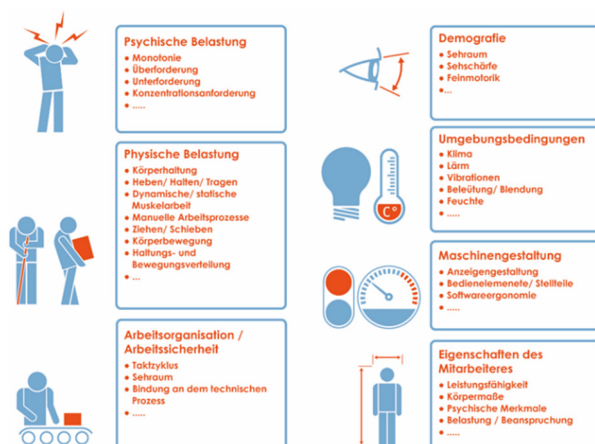 Psychische Belastung
• Monotonie
• Überforderung
• Unterforderung
• Konzentrationsanforderung
• .....
Physische Belastung
• Körperhaltung
• Heben/ Halten/ Tragen
• Dynamische/ statische
Muskelarbeit
• Manuelle Arbeitsprozesse
• Ziehen/ Schieben
• Körperbewegung
• Haltungs- und
Bewegungsverteilung
• ...
Arbeitsorganisation /
Arbeitssicherheit
• Taktzyklus
• Sehraum
• Bindung an dem technischen
Prozess
• .....
Demografie
• Sehraum
• Sehschärfe
• Feinmotorik
•...
Umgebungsbedingungen
• Klima
• Lärm
• Vibrationen
• Beleütung/ Blendung
• Feuchte
• .....
C°
Maschinengestaltung
• Anzeigengestaltung
• Bedienelemenete/ Stellteile
• Softwareergonomie
• .....
Eigenschaften des
Mitarbeiteres
• Leistungsfähigkeit
• Körpermaße
• Psychische Merkmale
• Belastung / Beanspruchung
• .....